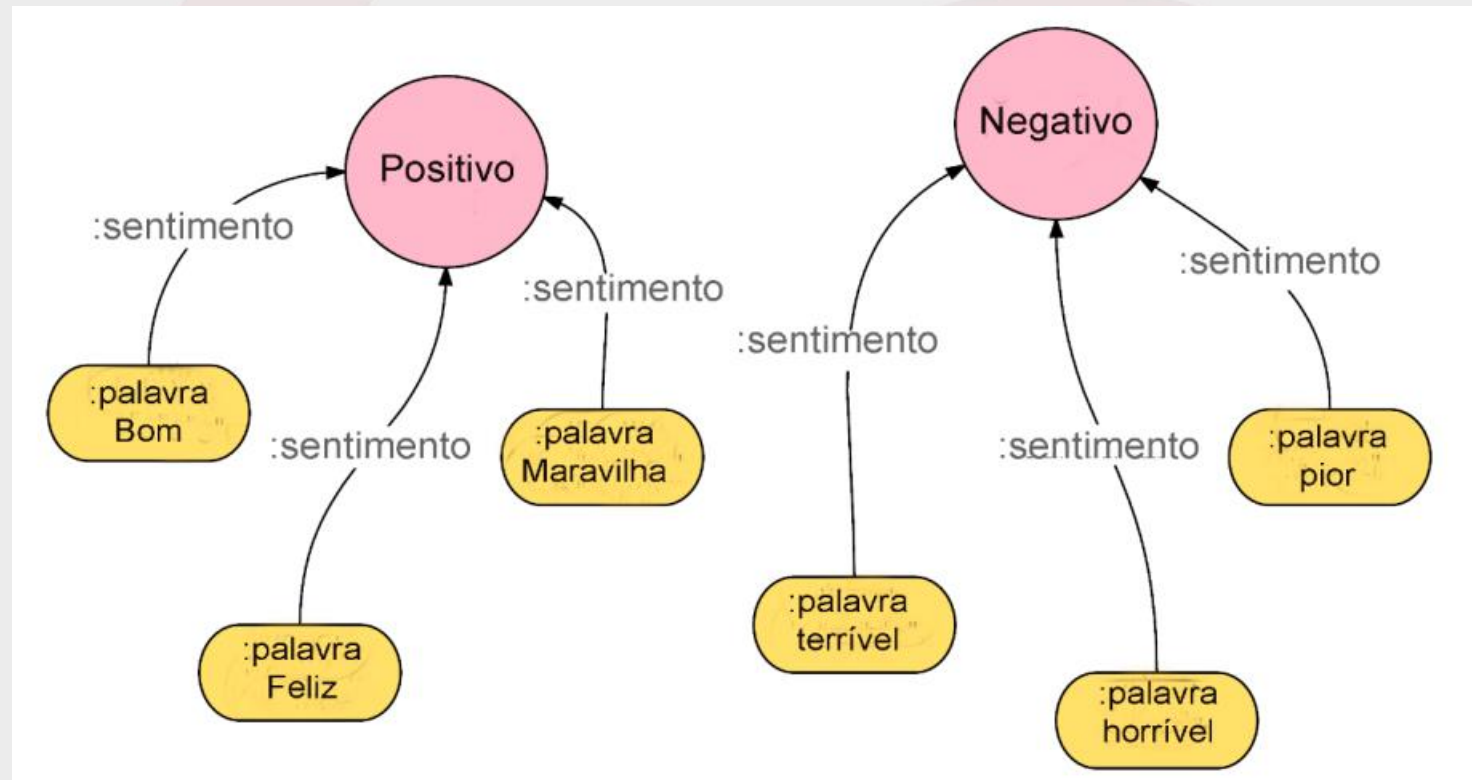 Positivo
:sentimento
:sentimento
:sentimento
:palavra
Bom
:palavra
Maravilha
:palavra
Feliz
Negativo
:sentimento
:sentimento
:sentimento
:palavra
pior
:palavra
terrível
:palavra
horrível